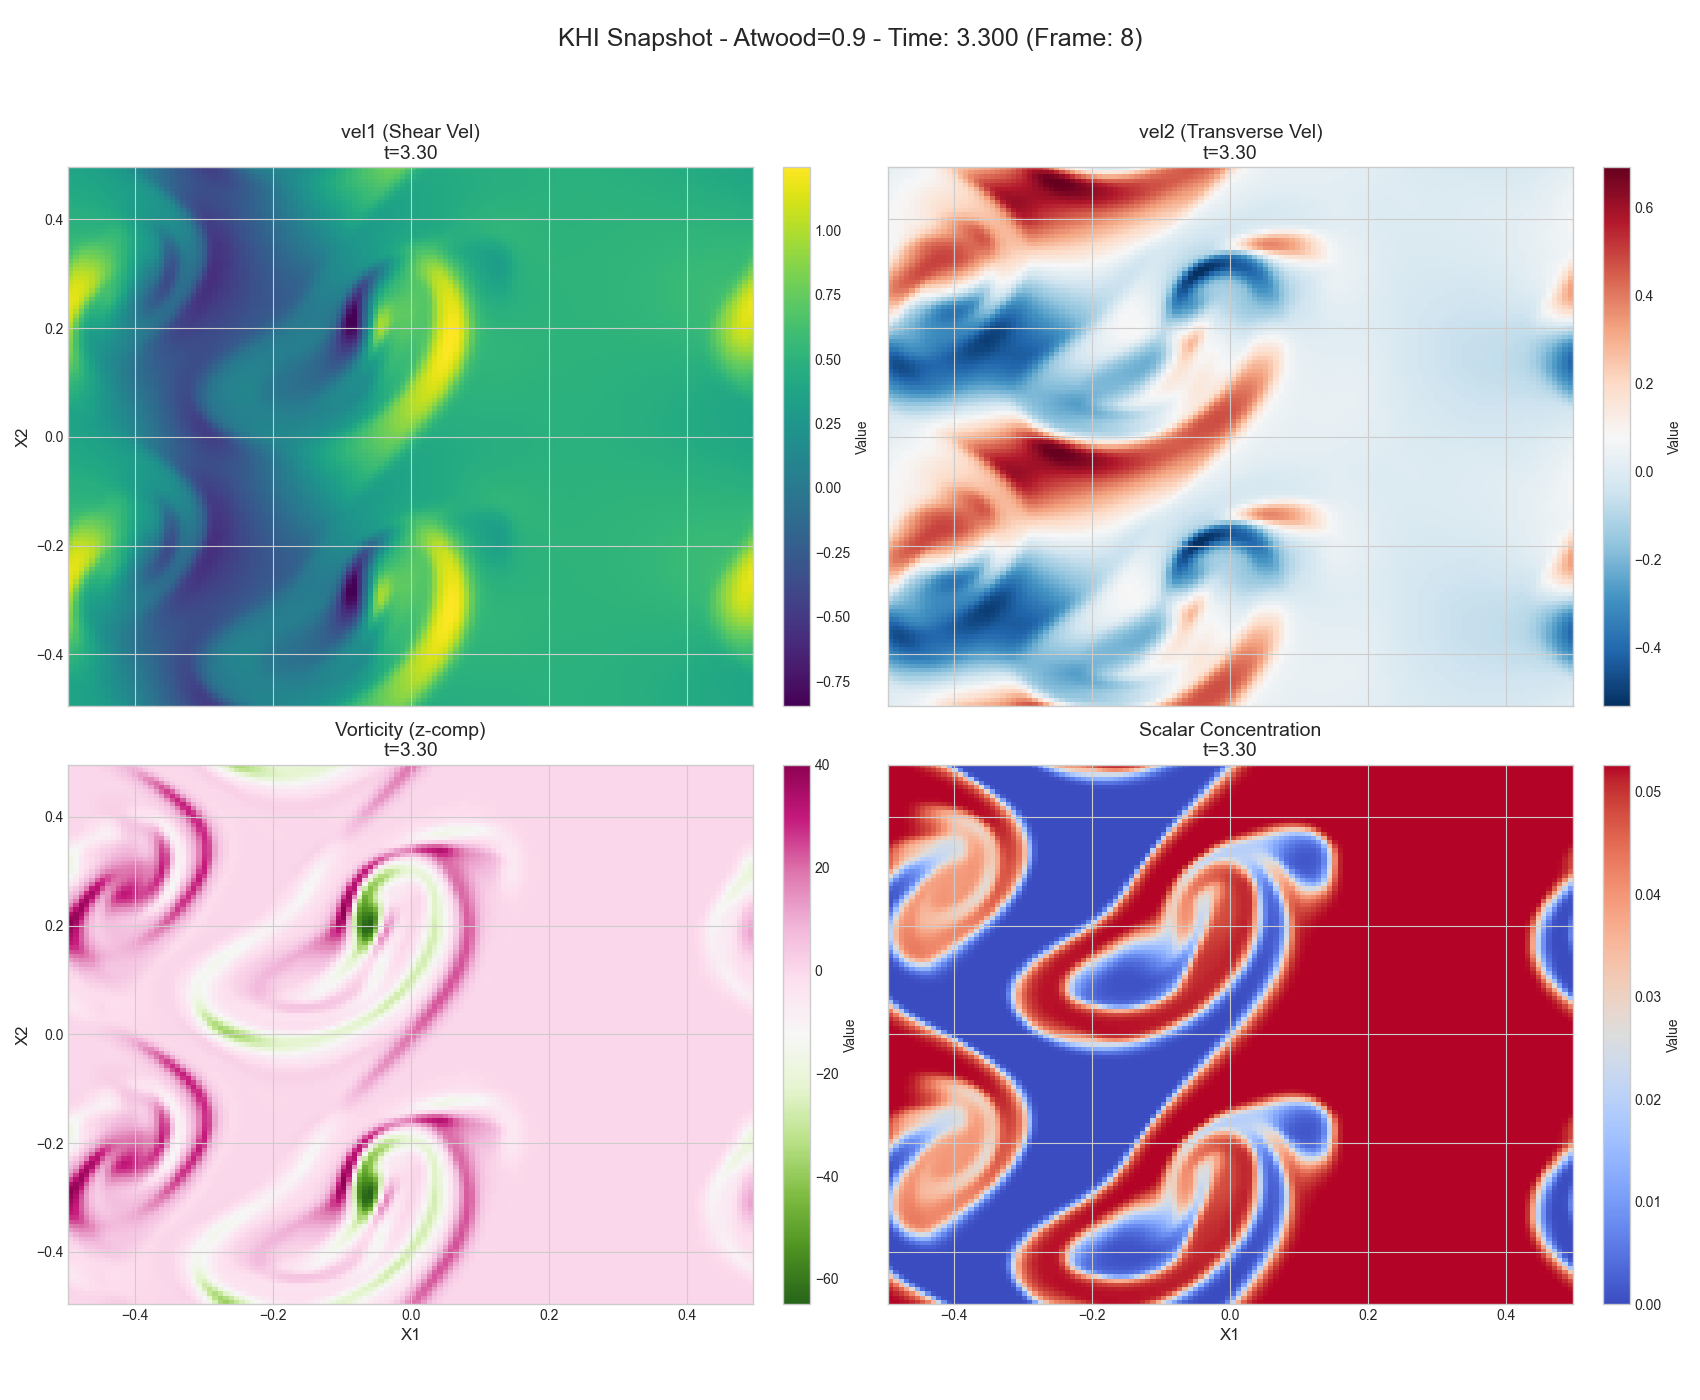 KHI Snapshot - Atwood=0.9 - Time: 3.300 (Frame: 8)
vel1 (Shear Vel)
t=3.30
X2
0.4
0.2
0.0
−0.2
−0.4
1.00
0.75
0.50
0.25
0.00
−0.25
−0.50
−0.75
Value
vel2 (Transverse Vel)
t=3.30
0.6
0.4
0.2
0.0
−0.2
−0.4
Value
Vorticity (z-comp)
t=3.30
X2
0.4
0.2
0.0
−0.2
−0.4
−0.4
−0.2
0.0
0.2
0.4
X1
40
20
0
−20
−40
−60
Value
Scalar Concentration
t=3.30
−0.4
−0.2
0.0
0.2
0.4
X1
0.05
0.04
0.03
0.02
0.01
0.00
Value